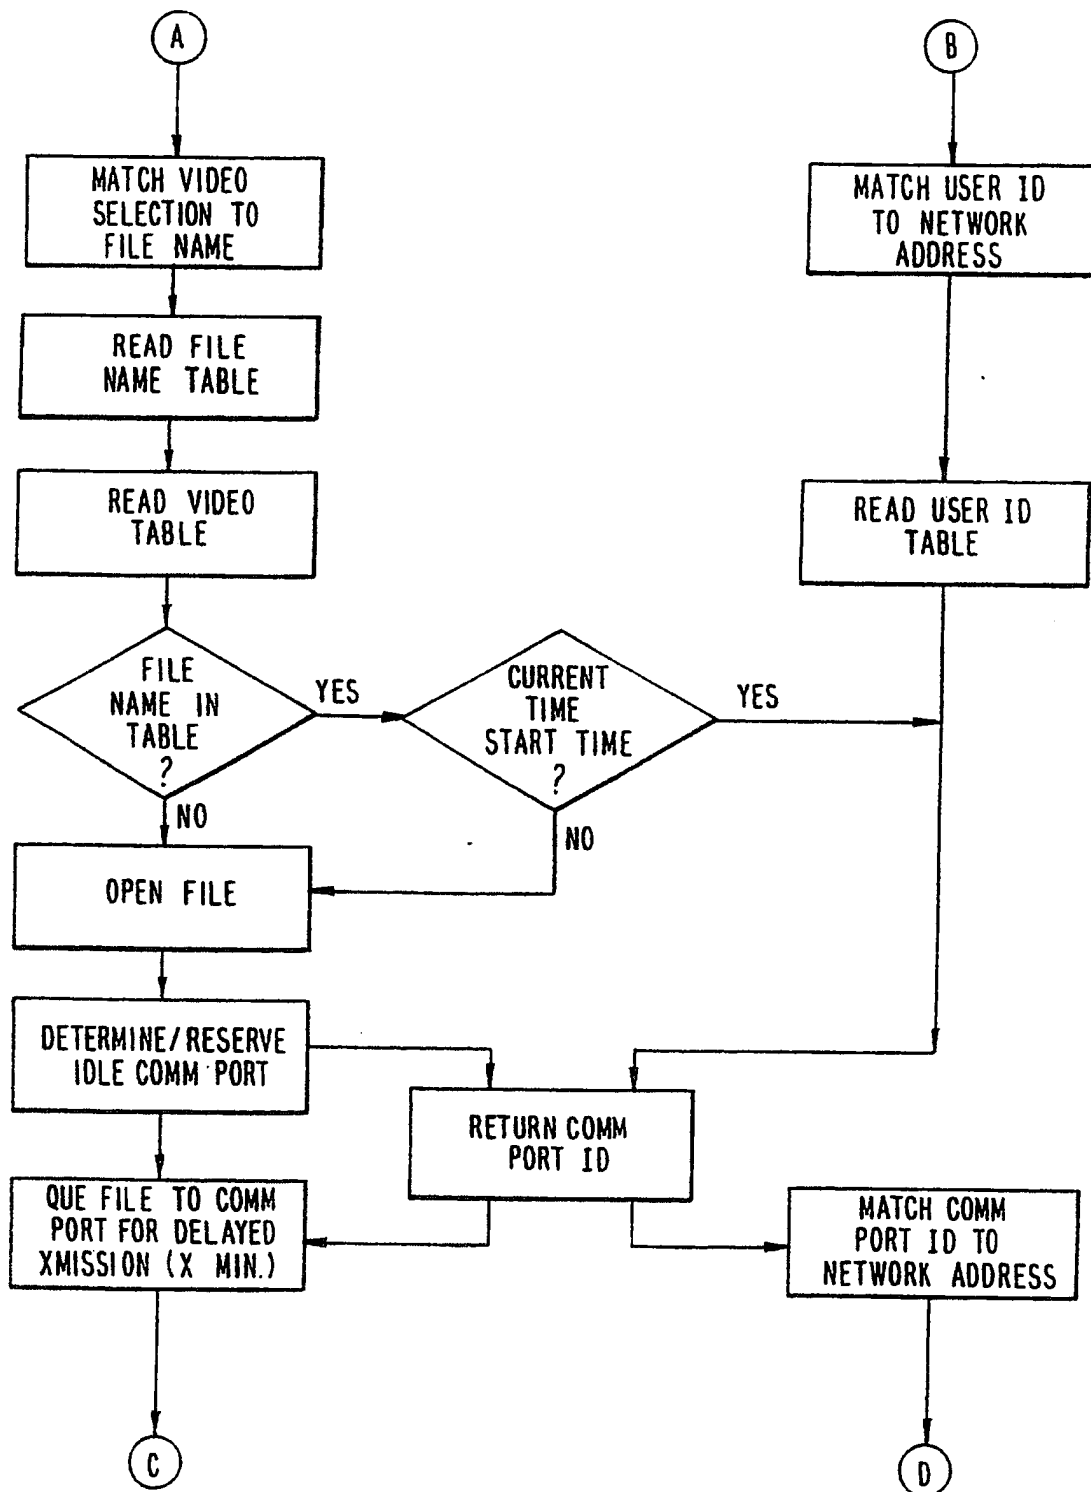 A
B
MATCH VIDEO
SELECTION TO
FILE NAME
MATCH USER ID
TO NETWORK
ADDRESS
READ FILE
NAME TABLE
READ VIDEO
TABLE
READ USER ID
TABLE
FILE
NAME IN
TABLE
?
YES
CURRENT
TIME
START TIME
?
YES
NO
NO
OPEN FILE
DETERMINE/RESERVE
IDLE COMM PORT
RETURN COMM
PORT ID
QUE FILE TO COMM
PORT FOR DELAYED
XMISSION (X MIN.)
MATCH COMM
PORT ID TO
NETWORK ADDRESS
C
D